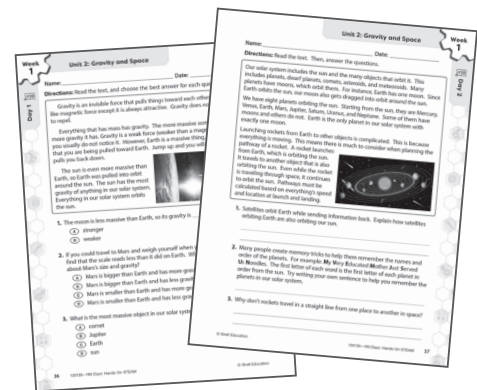 Week
1
Unit 2: Gravity and Space
Name:
Date:
Directions: Read the text, and choose the best answer for each
Day 1
Gravity is an invisible force that pulls things toward each other.
like magnetic force except it is always attractive. Gravity does
to repel.
Everything that has mass has gravity. The more massive
more gravity it has. Gravity is a weak force (weaker than a
you usually do not notice it. However, Earth is a massive
that you are being pulled toward Earth. Jump up and you will
pulls you back down.
The sun is even more massive than
Earth, so Earth was pulled into orbit
around the sun. The sun has the most
gravity of anything in our solar system.
Everything in our solar system orbits
the sun.
1. The moon is less massive than Earth, so its gravity is
A stronger
B weaker
2. If you could travel to Mars and weigh yourself when
find that the scale reads less than it did on Earth.
about Mars's size and gravity?
A Mars is bigger than Earth and has more
B Mars is bigger than Earth and has less
C Mars is smaller than Earth and has more
D Mars is smaller than Earth and has less
3. What is the most massive object in our solar
A comet
B Jupiter
C Earth
D sun
36
© Shell Education
Unit 2: Gravity and Space
Week
1
Name:
Date:
Directions: Read the text. Then, answer the questions.
Day 2
Our solar system includes the sun and the many objects that orbit it. This
includes planets, dwarf planets, comets, asteroids, and meteoroids. Many
planets have moons, which orbit them. For instance, Earth has one moon. Since
Earth orbits the sun, our moon also gets dragged into orbit around the sun.
We have eight planets orbiting the sun. Starting from the sun, they are Mercury,
Venus, Earth, Mars, Jupiter, Saturn, Uranus, and Neptune. Some of them have
moons and others do not. Earth is the only planet in our solar system with
exactly one moon.
Launching rockets from Earth to other objects is complicated. This is because
everything is moving. This means there is much to consider when planning the
pathway of a rocket. A rocket launches
from Earth, which is orbiting the sun.
It travels to another object that is also
orbiting the sun. Even while the rocket
is traveling through space, it continues
to orbit the sun. Pathways must be
calculated based on everything's speed
and location at launch and landing.
1. Satellites orbit Earth while sending information back. Explain how satellites
orbiting Earth are also orbiting our sun.
2. Many people create memory tricks to help them remember the names and
order of the planets. For example: My Very Educated Mother Just Served
Us Noodles. The first letter of each word is the first letter of each planet in
order from the sun. Try writing your own sentence to help you remember the
planets in our solar system.
3. Why don't rockets travel in a straight line from one place to another in space?
© Shell Education
37